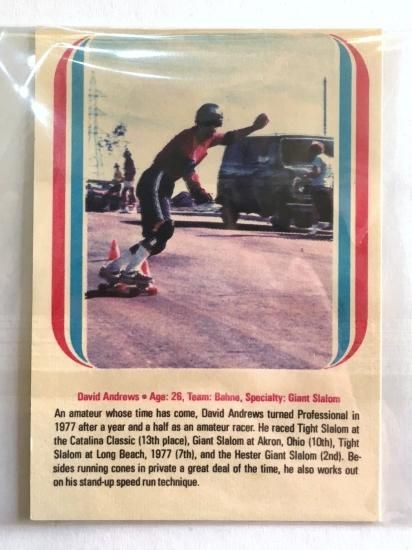 David Andrews • Age: 26, Team: Bahne, Specialty: Giant Slalom
An amateur whose time has come, David Andrews turned Professional in
1977 after a year and a half as an amateur racer. He raced Tight Slalom at
the Catalina Classic (13th place), Giant Slalom at Akron, Ohio (10th), Tight
Slalom at Long Beach, 1977 (7th), and the Hester Giant Slalom (2nd). Be-
sides running cones in private a great deal of the time, he also works out
on his stand-up speed run technique.